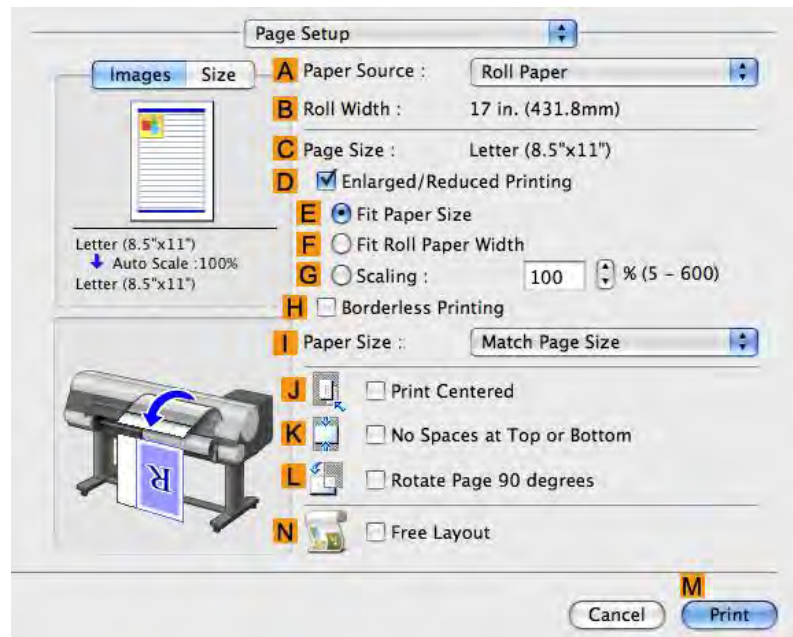 Page Setup
Images Size
A Paper Source : Roll Paper
B Roll Width : 17 in. (431.8mm)
C Page Size : Letter (8.5"x11")
D Enlarged/Reduced Printing
E Fit Paper Size
F Fit Roll Paper Width
G Scaling : 100 % (5 - 600)
Letter (8.5"x11")
Auto Scale :100%
Letter (8.5"x11")
H Borderless Printing
I Paper Size : Match Page Size
J Print Centered
K No Spaces at Top or Bottom
L Rotate Page 90 degrees
R
N Free Layout
M
Cancel Print